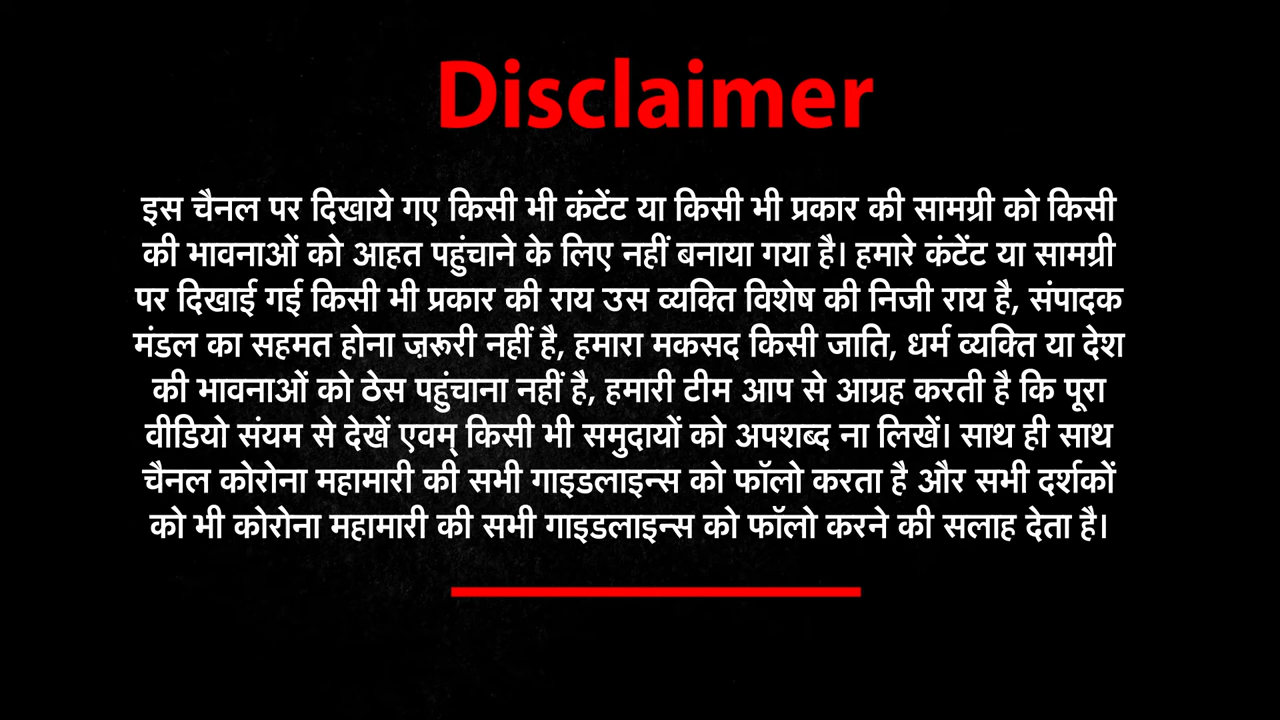 Disclaimer
इस चैनल पर दिखाये गए किसी भी कंटेंट या किसी भी प्रकार की सामग्री को किसी
की भावनाओं को आहत पहुंचाने के लिए नहीं बनाया गया है। हमारे कंटेंट या सामग्री
पर दिखाई गई किसी भी प्रकार की राय उस व्यक्ति विशेष की निजी राय है, संपादक
मंडल का सहमत होना ज़रूरी नहीं है, हमारा मकसद किसी जाति, धर्म व्यक्ति या देश
की भावनाओं को ठेस पहुंचाना नहीं है, हमारी टीम आप से आग्रह करती है कि पूरा
वीडियो संयम से देखें एवम् किसी भी समुदायों को अपशब्द ना लिखें। साथ ही साथ
चैनल कोरोना महामारी की सभी गाइडलाइन्स को फॉलो करता है और सभी दर्शकों
को भी कोरोना महामारी की सभी गाइडलाइन्स को फॉलो करने की सलाह देता है।